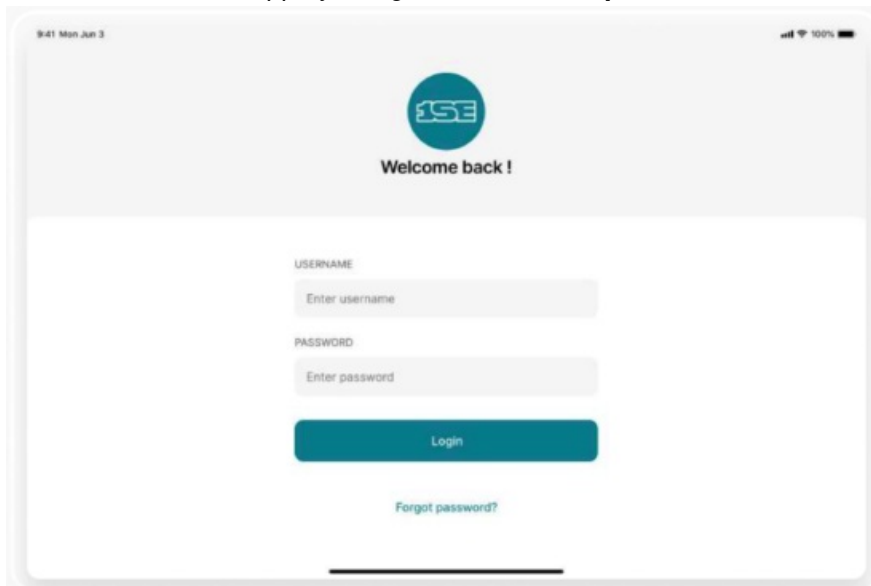 9:41 Mon Jun 3
100%
1SE
Welcome back !
USERNAME
Enter username
PASSWORD
Enter password
Login
Forgot password?